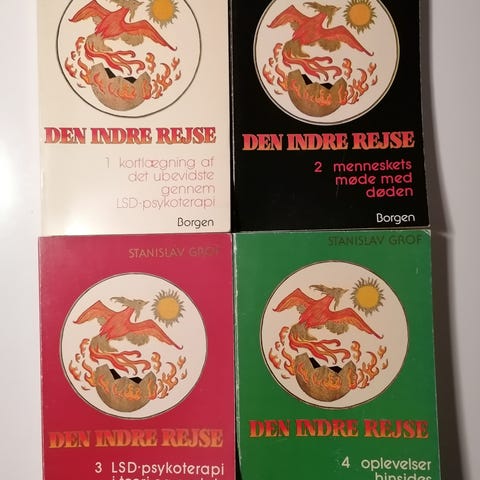 DEN INDRE REJSE
1 kortlægning af
det ubevidste
gennem
LSD-psykoterapi
Borgen
DEN INDRE REJSE
2 menneskets
møde med
døden
Borgen
STANISLAV GROF
DEN INDRE REJSE
3 LSD-psykoterapi
STANISLAV GROF
DEN INDRE REJSE
4 oplevelser
hinsides